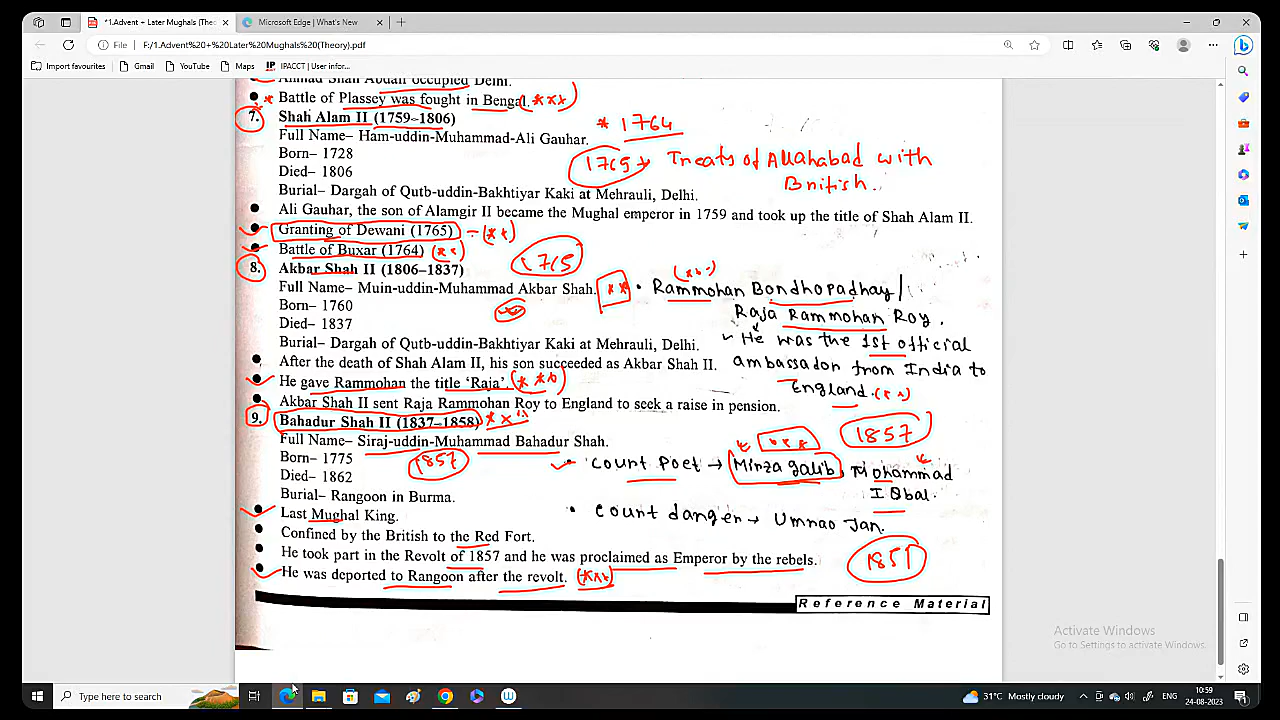 *1.Advent + Later Mughals (Theo
Microsoft Edge | What's New
File
F:/1.Advent%20+%20Later%20Mughals%20(Theory).pdf
Import favourites
Gmail
YouTube
Maps
IPACCT | User infor...
Ahmad Shah Abdali occupied Delhi.
Battle of Plassey was fought in Bengal.
7. Shah Alam II (1759–1806)
* 1764
Full Name– Ham-uddin-Muhammad-Ali Gauhar.
Born– 1728
1765 → Treats of Allahabad with
British.
Died– 1806
Burial– Dargah of Qutb-uddin-Bakhtiyar Kaki at Mehrauli, Delhi.
Ali Gauhar, the son of Alamgir II became the Mughal emperor in 1759 and took up the title of Shah Alam II.
Granting of Dewani (1765)
Battle of Buxar (1764)
1765
8. Akbar Shah II (1806–1837)
Full Name– Muin-uddin-Muhammad Akbar Shah.
• Rammohan Bondhopadhay/
Born– 1760
Raja Rammohan Roy.
Died– 1837
He was the 1st official
Burial– Dargah of Qutb-uddin-Bakhtiyar Kaki at Mehrauli, Delhi.
After the death of Shah Alam II, his son succeeded as Akbar Shah II.
ambassador from India to
England.
He gave Rammohan the title 'Raja'.
Akbar Shah II sent Raja Rammohan Roy to England to seek a raise in pension.
9. Bahadur Shah II (1837–1858)
1857
Full Name– Siraj-uddin-Muhammad Bahadur Shah.
Born– 1775
1857
Count Poet → Mirza galib, Mohammad
IQbal.
Died– 1862
Burial– Rangoon in Burma.
Last Mughal King.
• Count danger → Umrao Jan.
Confined by the British to the Red Fort.
He took part in the Revolt of 1857 and he was proclaimed as Emperor by the rebels.
1857
He was deported to Rangoon after the revolt.
Reference Material
Activate Windows
Go to Settings to activate Windows.
Type here to search
31°C Mostly cloudy
ENG
10:59
24-08-2023